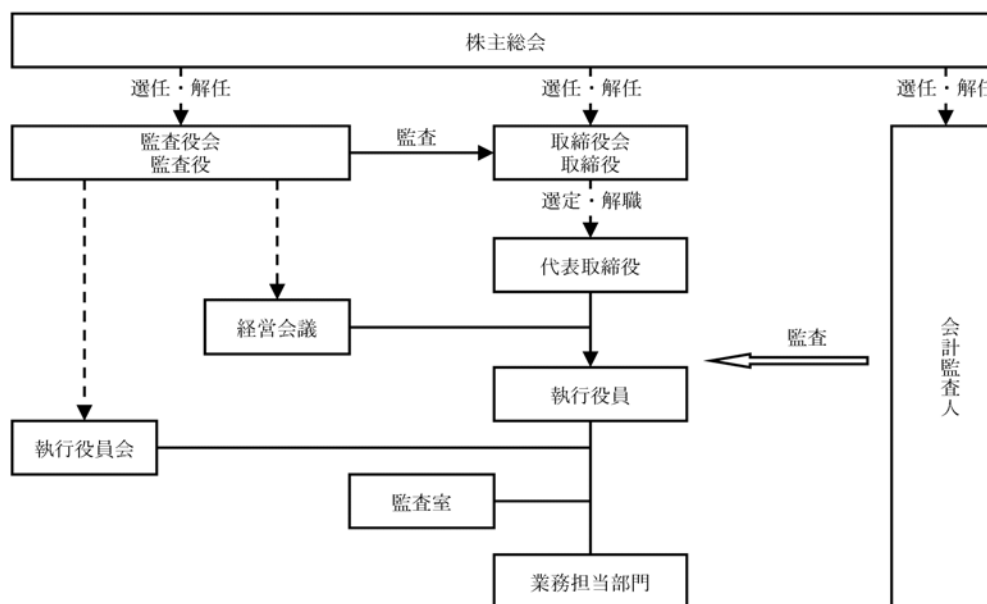 株主総会
選任・解任
選任・解任
選任・解任
監査役会
監査役
監査
取締役会
取締役
選定・解職
代表取締役
経営会議
監査
会計監査人
執行役員
執行役員会
監査室
業務担当部門